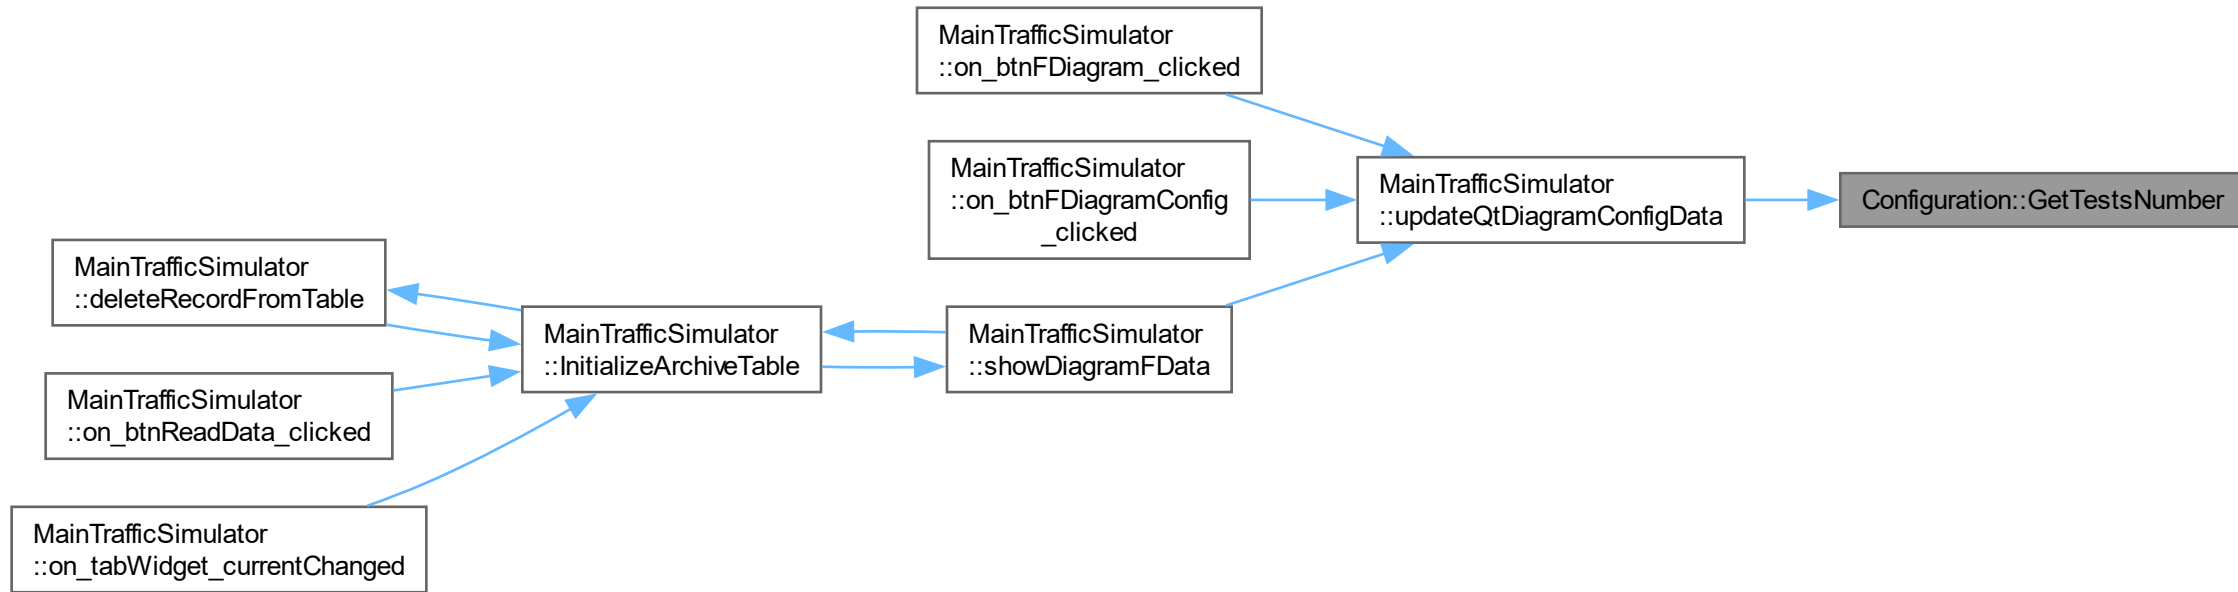 MainTrafficSimulator
::on_btnFDiagram_clicked
MainTrafficSimulator
::on_btnFDiagramConfig
_clicked
MainTrafficSimulator
::updateQtDiagramConfigData
Configuration::GetTestsNumber
MainTrafficSimulator
::deleteRecordFromTable
MainTrafficSimulator
::InitializeArchiveTable
MainTrafficSimulator
::showDiagramFData
MainTrafficSimulator
::on_btnReadData_clicked
MainTrafficSimulator
::on_tabWidget_currentChanged